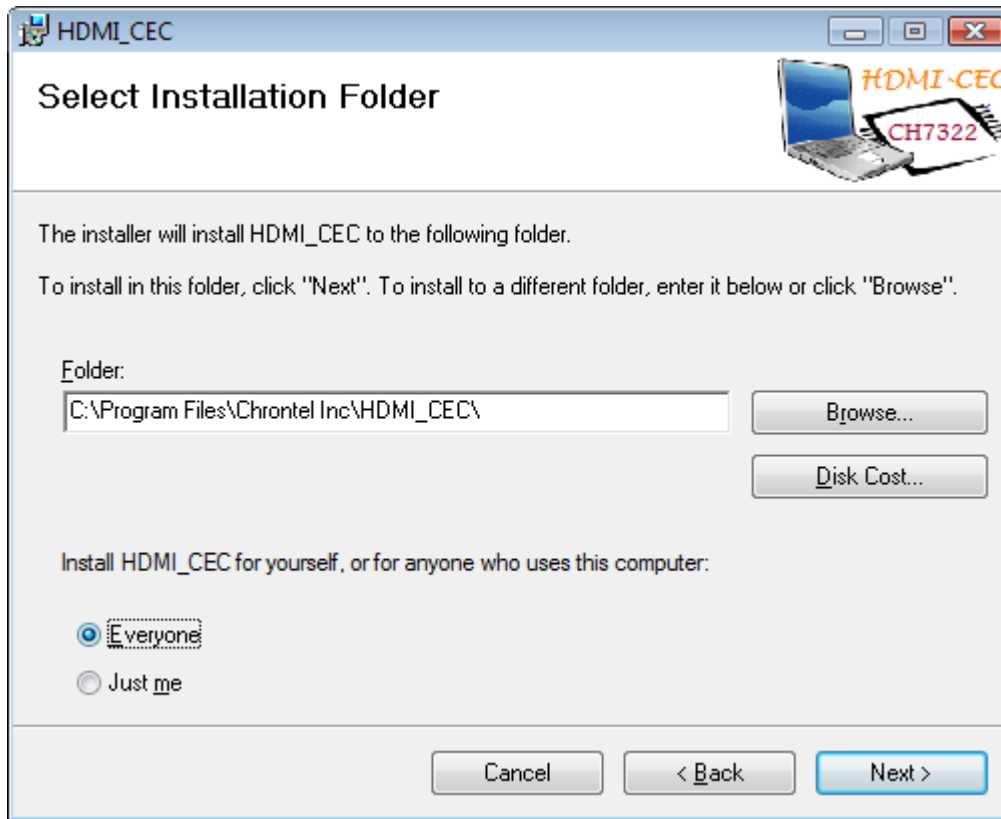 HDMI_CEC
Select Installation Folder
HDMI-CEC
CH7322
The installer will install HDMI_CEC to the following folder.
To install in this folder, click "Next". To install to a different folder, enter it below or click "Browse".
Folder:
C:\Program Files\Chrontel Inc\HDMI_CEC\
Browse...
Disk Cost...
Install HDMI_CEC for yourself, or for anyone who uses this computer:
Everyone
Just me
Cancel
< Back
Next >